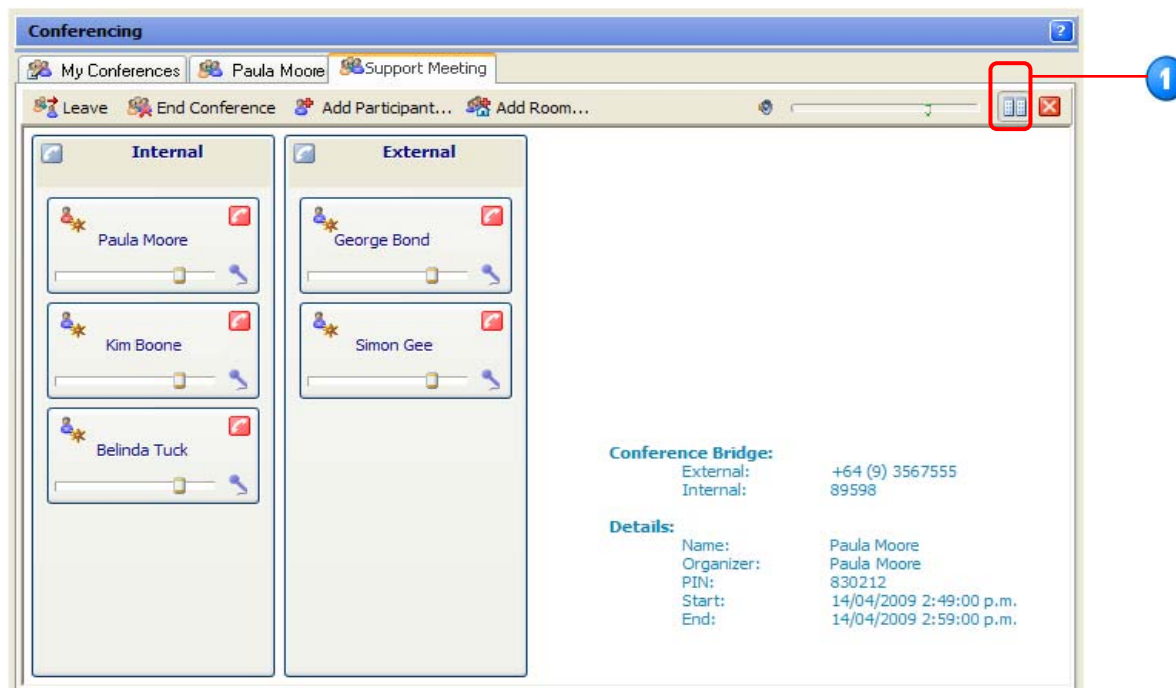 Conferencing
?
My Conferences Paula Moore Support Meeting
Leave End Conference Add Participant... Add Room...
1
Internal
Paula Moore
Kim Boone
Belinda Tuck
External
George Bond
Simon Gee
Conference Bridge:
External: +64 (9) 3567555
Internal: 89598
Details:
Name: Paula Moore
Organizer: Paula Moore
PIN: 830212
Start: 14/04/2009 2:49:00 p.m.
End: 14/04/2009 2:59:00 p.m.